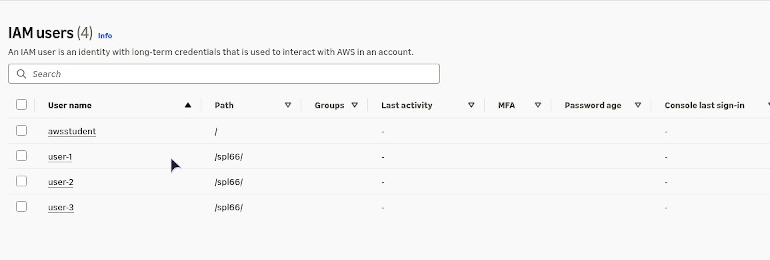 IAM users (4) Info
An IAM user is an identity with long-term credentials that is used to interact with AWS in an account.
Search
User name Path Groups Last activity MFA Password age Console last sign-in
awsstudent / - -
user-1 /spl66/ - -
user-2 /spl66/ - -
user-3 /spl66/ - -